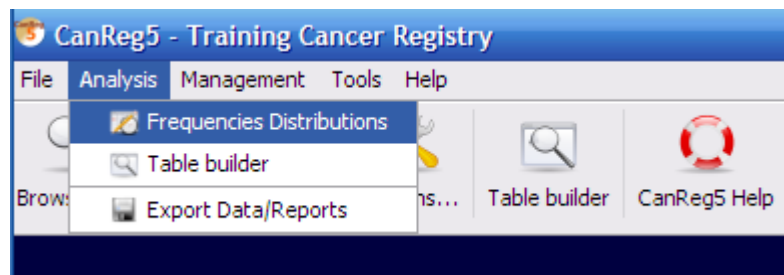 CanReg5 - Training Cancer Registry
File Analysis Management Tools Help
Frequencies Distributions
Table builder
Export Data/Reports
Table builder CanReg5 Help